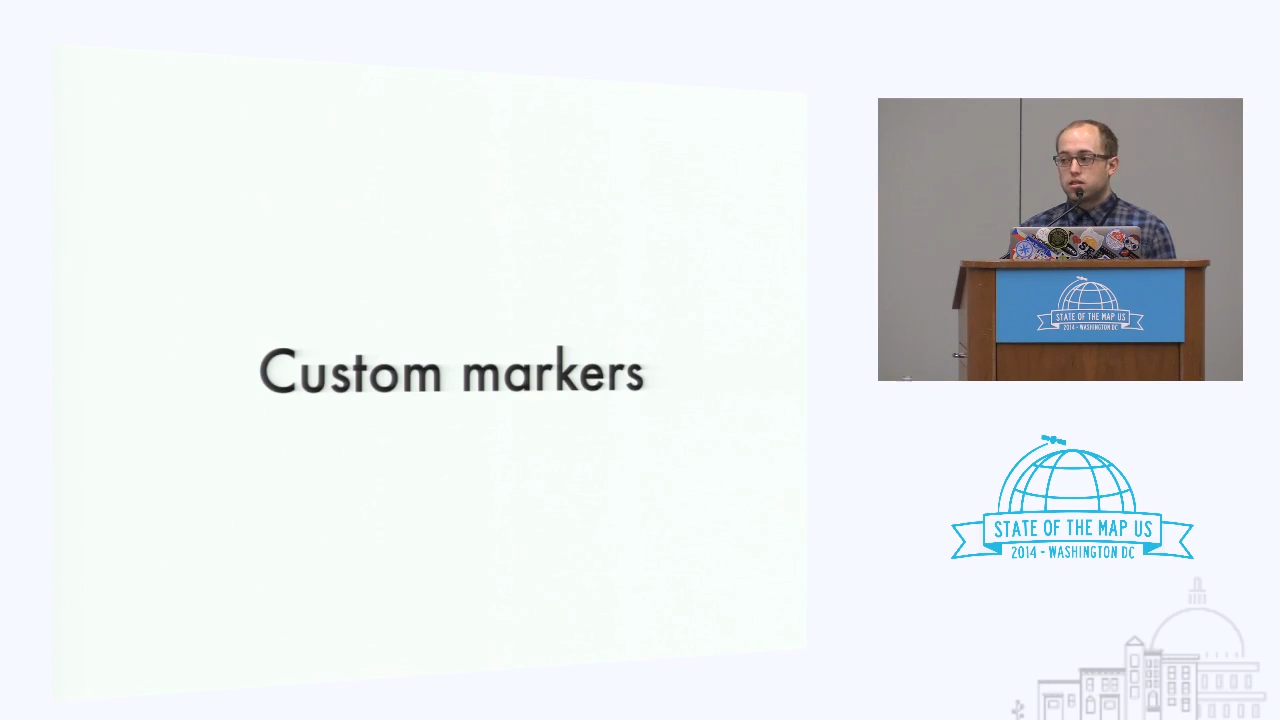 Custom markers
STATE OF THE MAP US
2014 - WASHINGTON DC
STATE OF THE MAP US
2014 - WASHINGTON DC